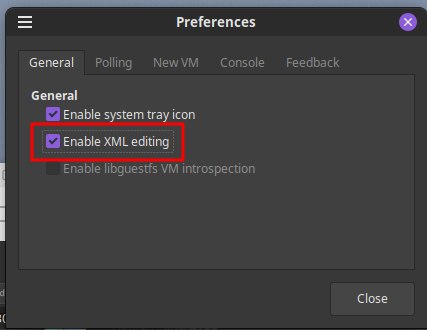 Preferences
General Polling New VM Console Feedback
General
Enable system tray icon
Enable XML editing
Enable libguestfs VM introspection
Close